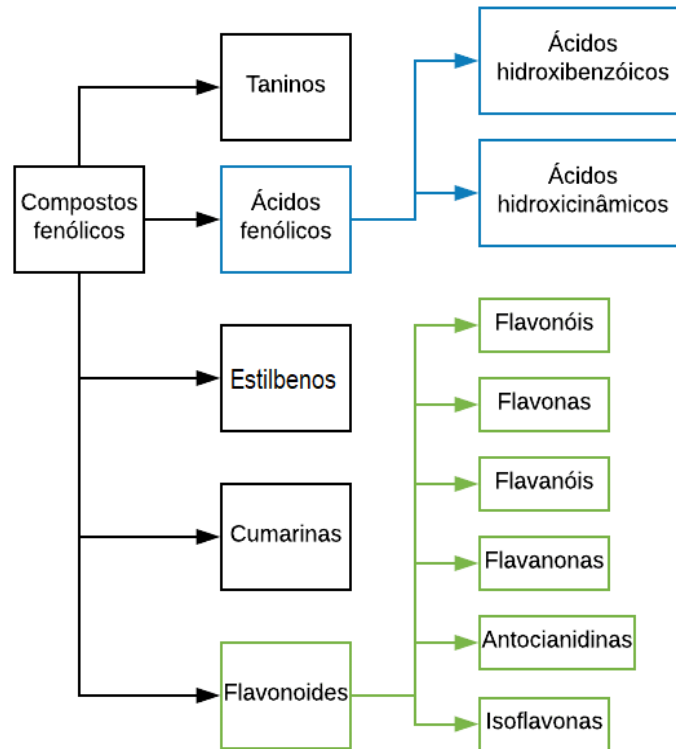 Compostos
fenólicos
Taninos
Ácidos
fenólicos
Ácidos
hidroxibenzóicos
Ácidos
hidroxicinâmicos
Estilbenos
Cumarinas
Flavonoides
Flavonóis
Flavonas
Flavanóis
Flavanonas
Antocianidinas
Isoflavonas